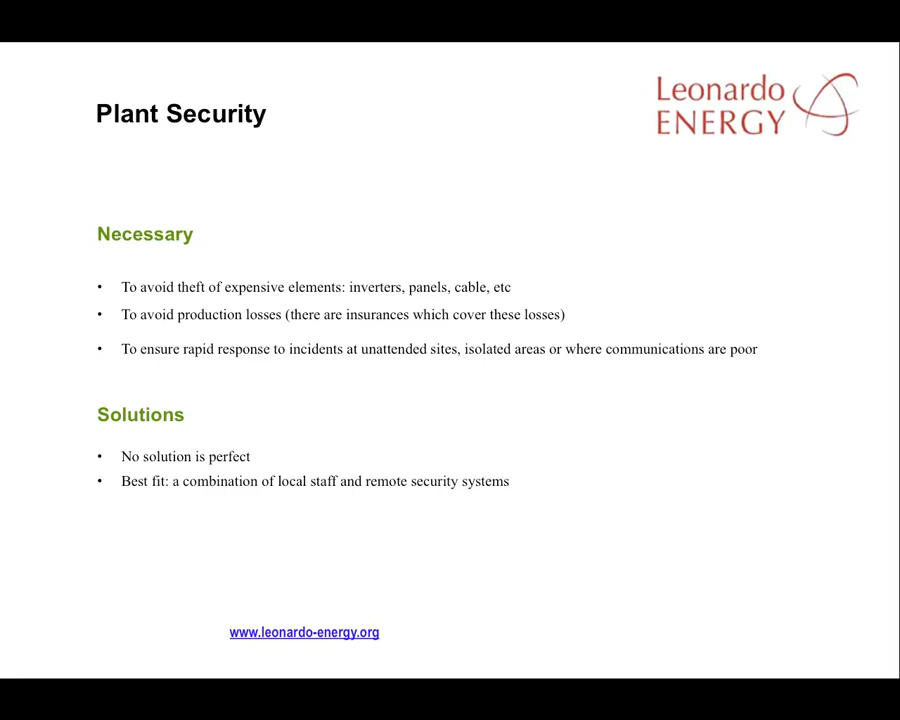 Plant Security
Leonardo
ENERGY
Necessary
• To avoid theft of expensive elements: inverters, panels, cable, etc
• To avoid production losses (there are insurances which cover these losses)
• To ensure rapid response to incidents at unattended sites, isolated areas or where communications are poor
Solutions
• No solution is perfect
• Best fit: a combination of local staff and remote security systems
www.leonardo-energy.org